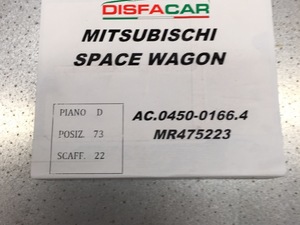 DISFACAR
MITSUBISCHI
SPACE WAGON
PIANO D
POSIZ. 73
SCAFF. 22
AC.0450-0166.4
MR475223